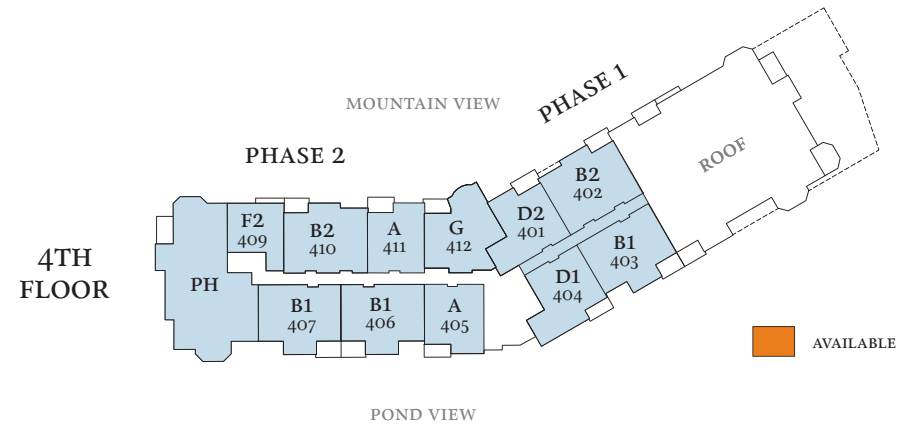 PHASE 1
MOUNTAIN VIEW
PHASE 2
ROOF
B2
402
D2
401
F2
409
B2
410
A
411
G
412
B1
403
4TH
FLOOR
PH
D1
404
B1
407
B1
406
A
405
AVAILABLE
POND VIEW